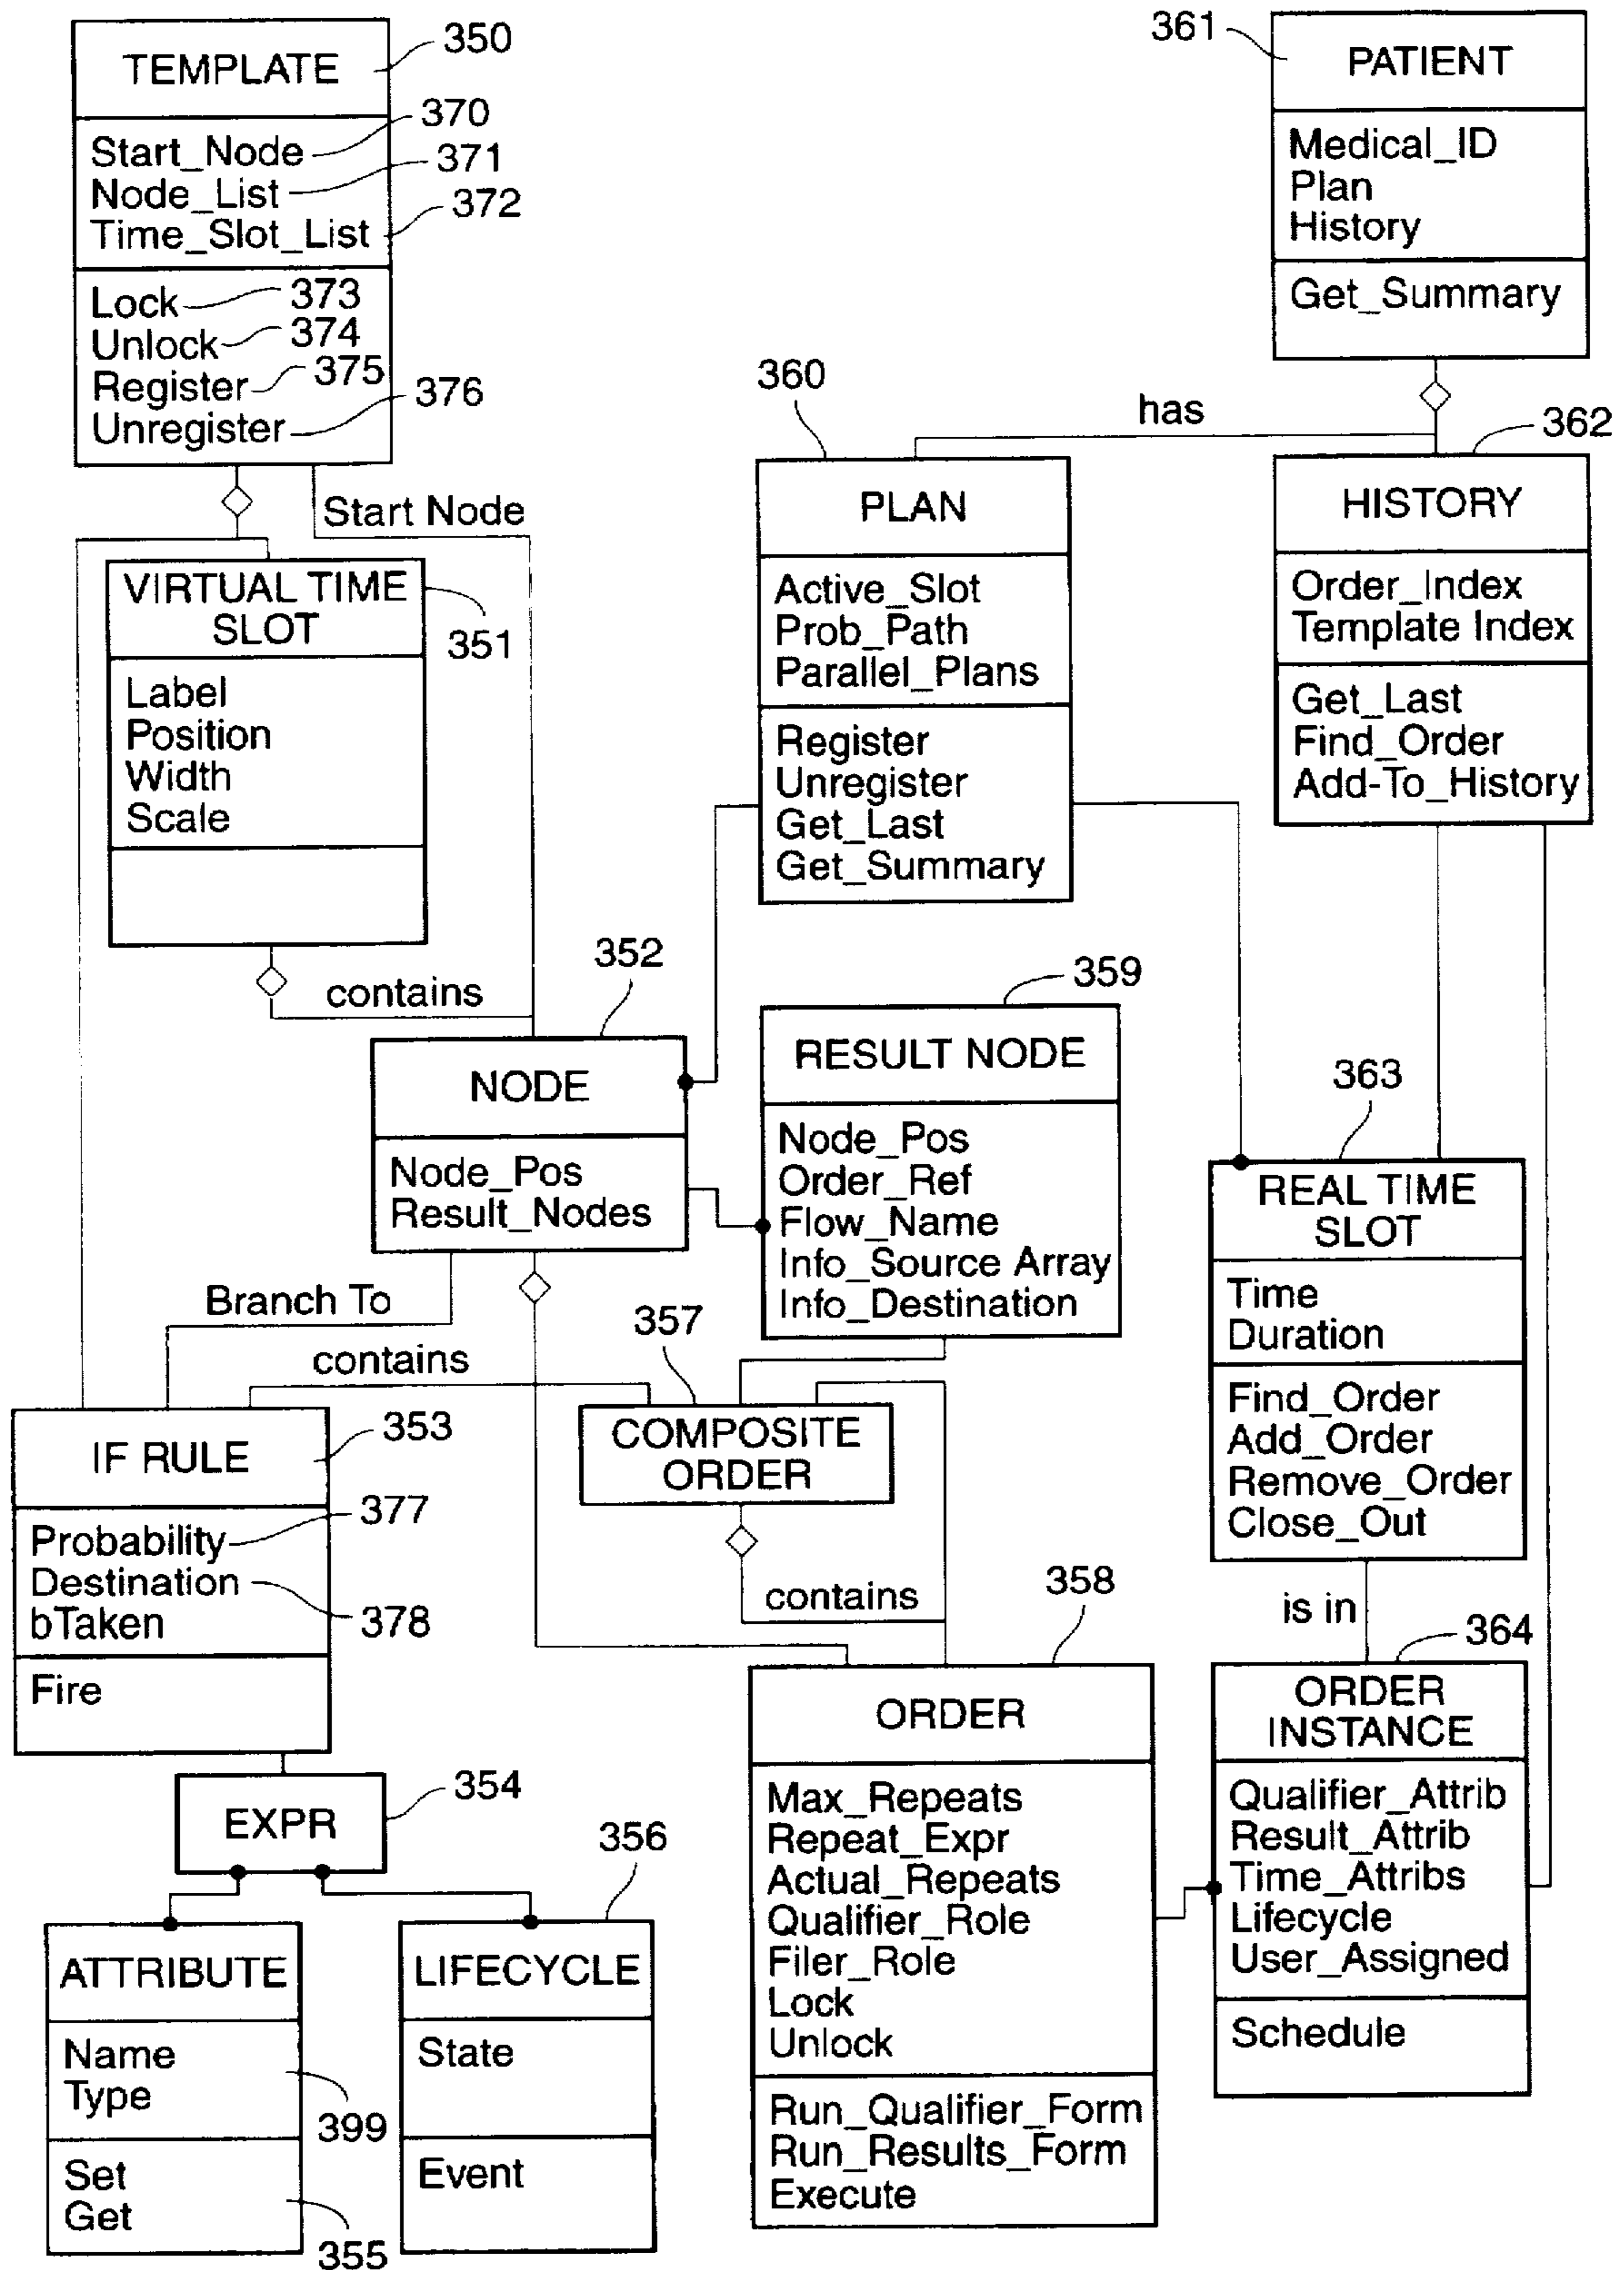 350
TEMPLATE
370
Start_Node
371
Node_List
372
Time_Slot_List
Lock
373
Unlock
374
Register
375
Unregister
376
Start Node
VIRTUAL TIME
SLOT
351
Label
Position
Width
Scale
contains
361
PATIENT
Medical_ID
Plan
History
Get_Summary
has
360
PLAN
Active_Slot
Prob_Path
Parallel_Plans
Register
Unregister
Get_Last
Get_Summary
362
HISTORY
Order_Index
Template Index
Get_Last
Find_Order
Add-To_History
352
NODE
Node_Pos
Result_Nodes
359
RESULT NODE
Node_Pos
Order_Ref
Flow_Name
Info_Source Array
Info_Destination
363
REAL TIME
SLOT
Time
Duration
Find_Order
Add_Order
Remove_Order
Close_Out
Branch To
contains
357
COMPOSITE
ORDER
contains
353
IF RULE
377
Probability
Destination
bTaken
378
Fire
354
EXPR
356
ATTRIBUTE
Name
Type
399
Set
Get
355
LIFECYCLE
State
Event
358
ORDER
Max_Repeats
Repeat_Expr
Actual_Repeats
Qualifier_Role
Filer_Role
Lock
Unlock
Run_Qualifier_Form
Run_Results_Form
Execute
is in
364
ORDER
INSTANCE
Qualifier_Attrib
Result_Attrib
Time_Attribs
Lifecycle
User_Assigned
Schedule